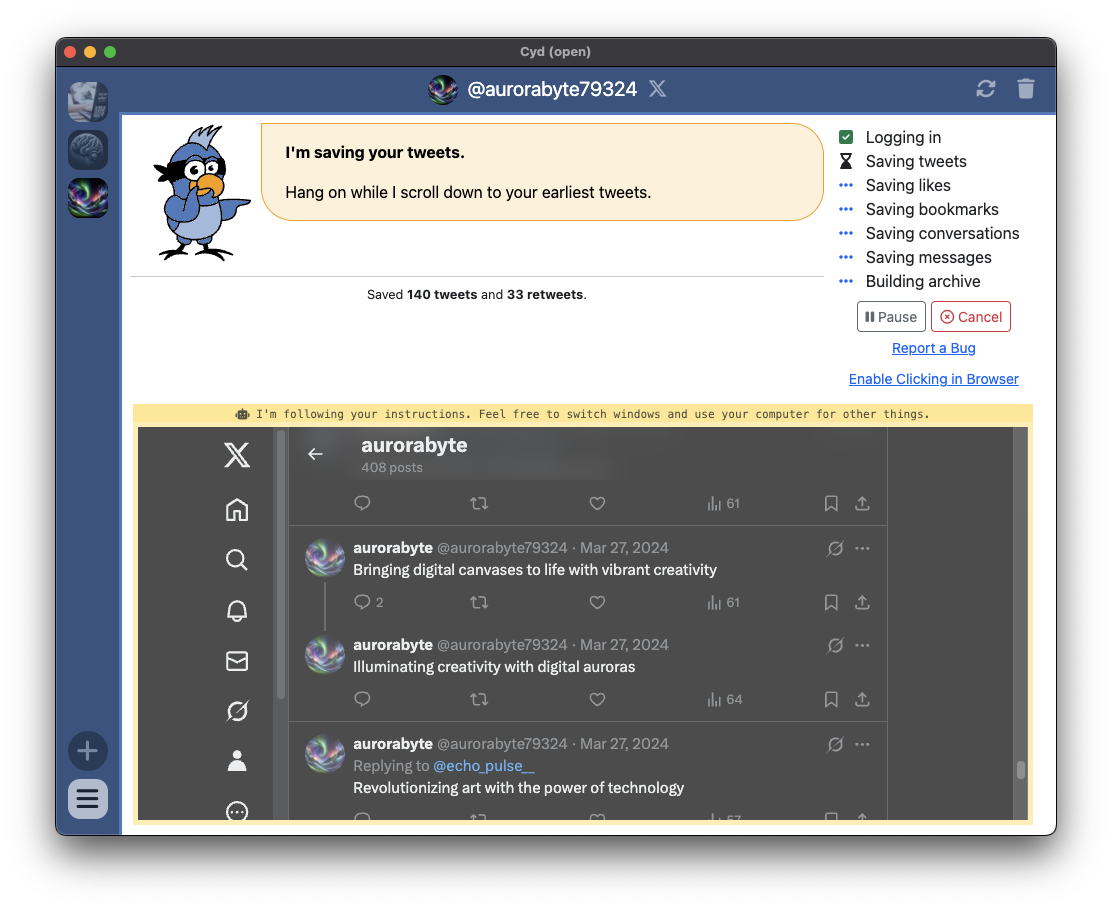 Cyd (open)
@aurorabyte79324
I'm saving your tweets.
Hang on while I scroll down to your earliest tweets.
Saved 140 tweets and 33 retweets.
Logging in
Saving tweets
Saving likes
Saving bookmarks
Saving conversations
Saving messages
Building archive
Pause Cancel
Report a Bug
Enable Clicking in Browser
I'm following your instructions. Feel free to switch windows and use your computer for other things.
aurorabyte
408 posts
61
aurorabyte @aurorabyte79324 · Mar 27, 2024
Bringing digital canvases to life with vibrant creativity
2 61
aurorabyte @aurorabyte79324 · Mar 27, 2024
Illuminating creativity with digital auroras
64
aurorabyte @aurorabyte79324 · Mar 27, 2024
Replying to @echo_pulse__
Revolutionizing art with the power of technology
57